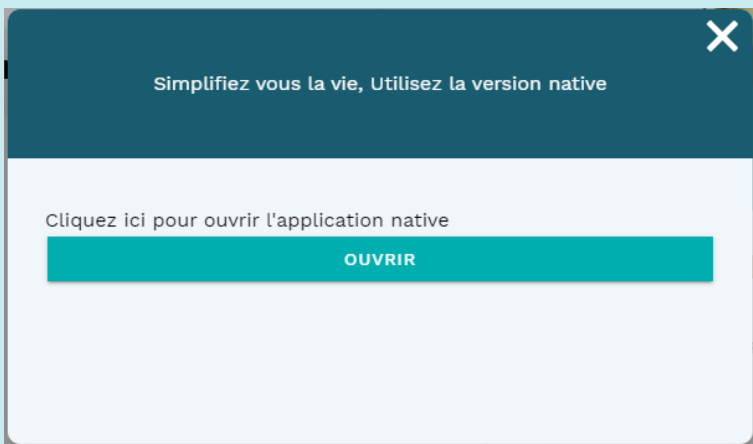 Simplifiez vous la vie, Utilisez la version native
Cliquez ici pour ouvrir l'application native
OUVRIR